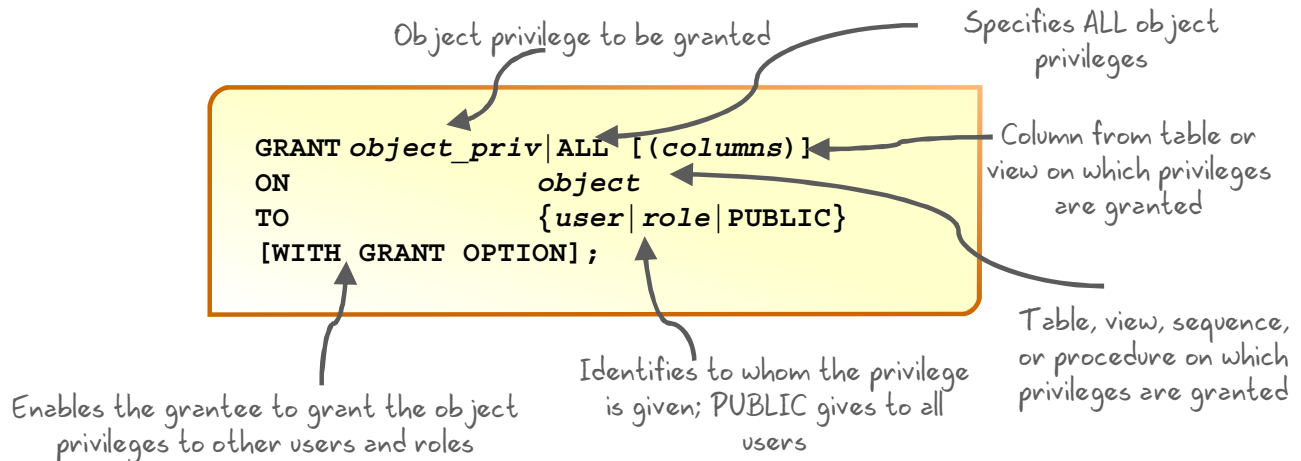 Object privilege to be granted
Specifies ALL object
privileges
GRANT object_priv|ALL [(columns)]
ON object
TO {user|role|PUBLIC}
[WITH GRANT OPTION];
Column from table or
view on which privileges
are granted
Table, view, sequence,
or procedure on which
privileges are granted
Identifies to whom the privilege
is given; PUBLIC gives to all
users
Enables the grantee to grant the object
privileges to other users and roles